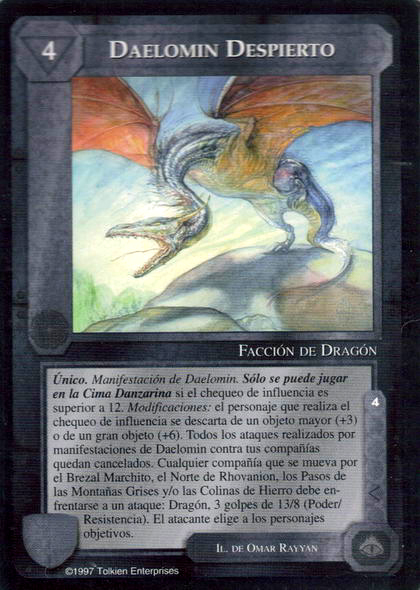 4
DAELOMIN DESPIERTO
FACCIÓN DE DRAGÓN
Único. Manifestación de Daelomin. Sólo se puede jugar
en la Cima Danzarina si el chequeo de influencia es
superior a 12. Modificaciones: el personaje que realiza el
chequeo de influencia se descarta de un objeto mayor (+3)
o de un gran objeto (+6). Todos los ataques realizados por
manifestaciones de Daelomin contra tus compañías
quedan cancelados. Cualquier compañía que se mueva por
el Brezal Marchito, el Norte de Rhovanion, los Pasos de
las Montañas Grises y/o las Colinas de Hierro debe en-
frentarse a un ataque: Dragón, 3 golpes de 13/8 (Poder/
Resistencia). El atacante elige a los personajes
objetivos.
4
IL. DE OMAR RAYYAN
©1997 Tolkien Enterprises